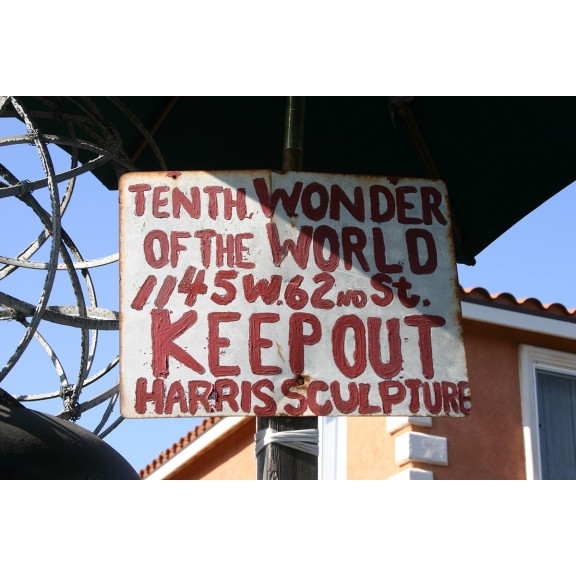 TENTH WONDER
OF THE WORLD
1145 W. 62ND St.
KEEP OUT
HARRIS SCULPTURE